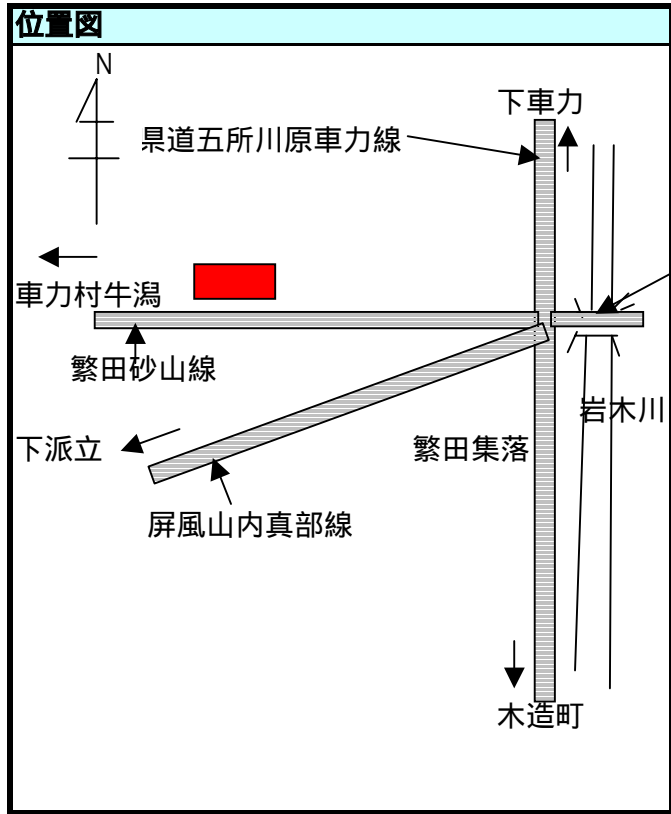 位置図
N
下車力
県道五所川原車力線
車力村牛潟
繁田砂山線
岩木川
下派立
繁田集落
屏風山内真部線
木造町